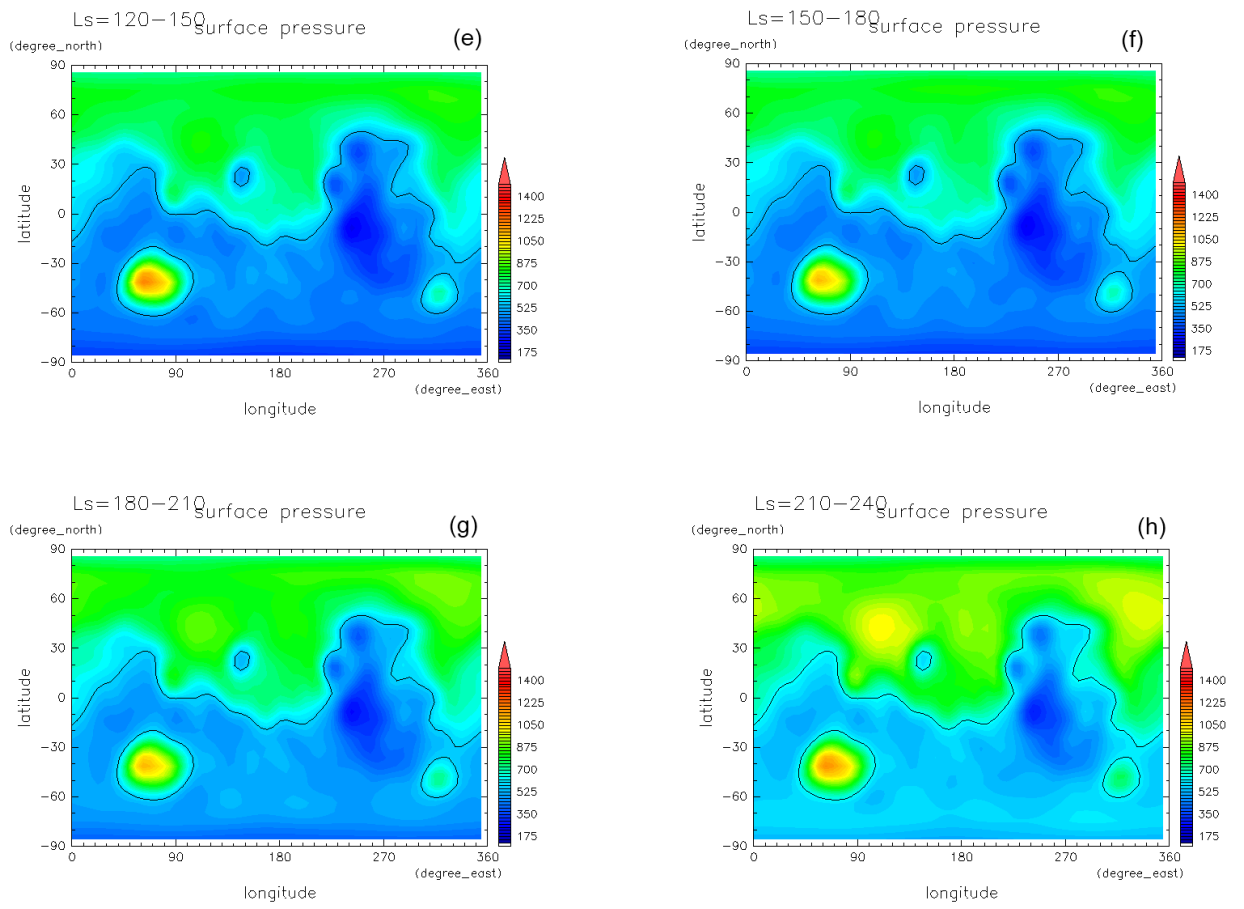 Ls=120−150
surface pressure
(e)
(degree_north)
90
60
30
0
−30
−60
−90
latitude
0
90
180
270
360
(degree_east)
longitude
1400
1225
1050
875
700
525
350
175
Ls=150−180
surface pressure
(f)
(degree_north)
90
60
30
0
−30
−60
−90
latitude
0
90
180
270
360
(degree_east)
longitude
1400
1225
1050
875
700
525
350
175
Ls=180−210
surface pressure
(g)
(degree_north)
90
60
30
0
−30
−60
−90
latitude
0
90
180
270
360
(degree_east)
longitude
1400
1225
1050
875
700
525
350
175
Ls=210−240
surface pressure
(h)
(degree_north)
90
60
30
0
−30
−60
−90
latitude
0
90
180
270
360
(degree_east)
longitude
1400
1225
1050
875
700
525
350
175